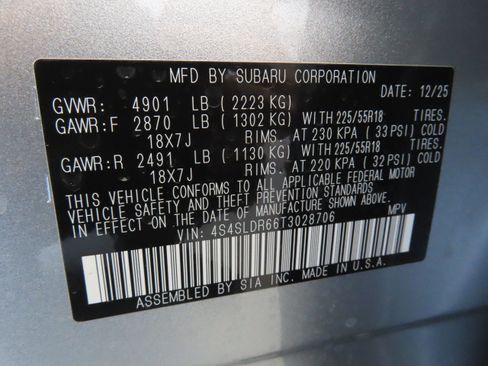 MFD BY SUBARU CORPORATION
DATE: 12/25
GVWR: 4901 LB (2223 KG)
GAWR:F 2870 LB (1302 KG) WITH 225/55R18 TIRES.
18X7J RIMS. AT 230 KPA (33 PSI) COLD
GAWR:R 2491 LB (1130 KG) WITH 225/55R18 TIRES.
18X7J RIMS. AT 220 KPA (32 PSI) COLD
THIS VEHICLE CONFORMS TO ALL APPLICABLE FEDERAL MOTOR
VEHICLE SAFETY AND THEFT PREVENTION STANDARDS
IN EFFECT ON THE DATE OF MANUFACTURE SHOWN ABOVE.
VIN: 4S4SLDR66T3028706 MPV
ASSEMBLED BY SIA INC. MADE IN U.S.A.